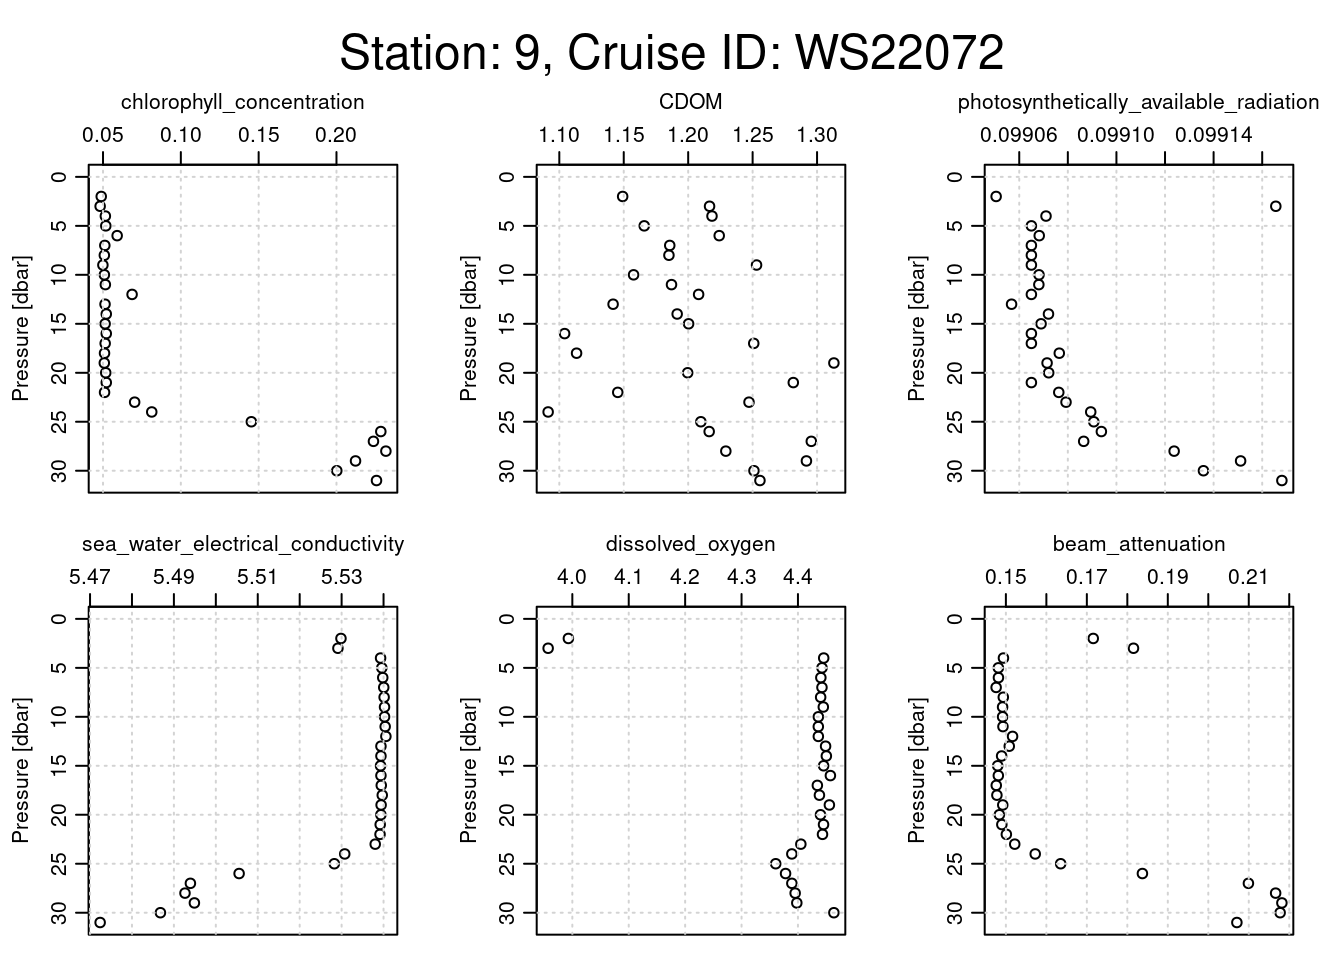 Station: 9, Cruise ID: WS22072
chlorophyll_concentration
0.05 0.10 0.15 0.20
Pressure [dbar]
0
5
10
15
20
25
30
CDOM
1.10 1.15 1.20 1.25 1.30
Pressure [dbar]
0
5
10
15
20
25
30
photosynthetically_available_radiation
0.09906 0.09910 0.09914
Pressure [dbar]
0
5
10
15
20
25
30
sea_water_electrical_conductivity
5.47 5.49 5.51 5.53
Pressure [dbar]
0
5
10
15
20
25
30
dissolved_oxygen
4.0 4.1 4.2 4.3 4.4
Pressure [dbar]
0
5
10
15
20
25
30
beam_attenuation
0.15 0.17 0.19 0.21
Pressure [dbar]
0
5
10
15
20
25
30